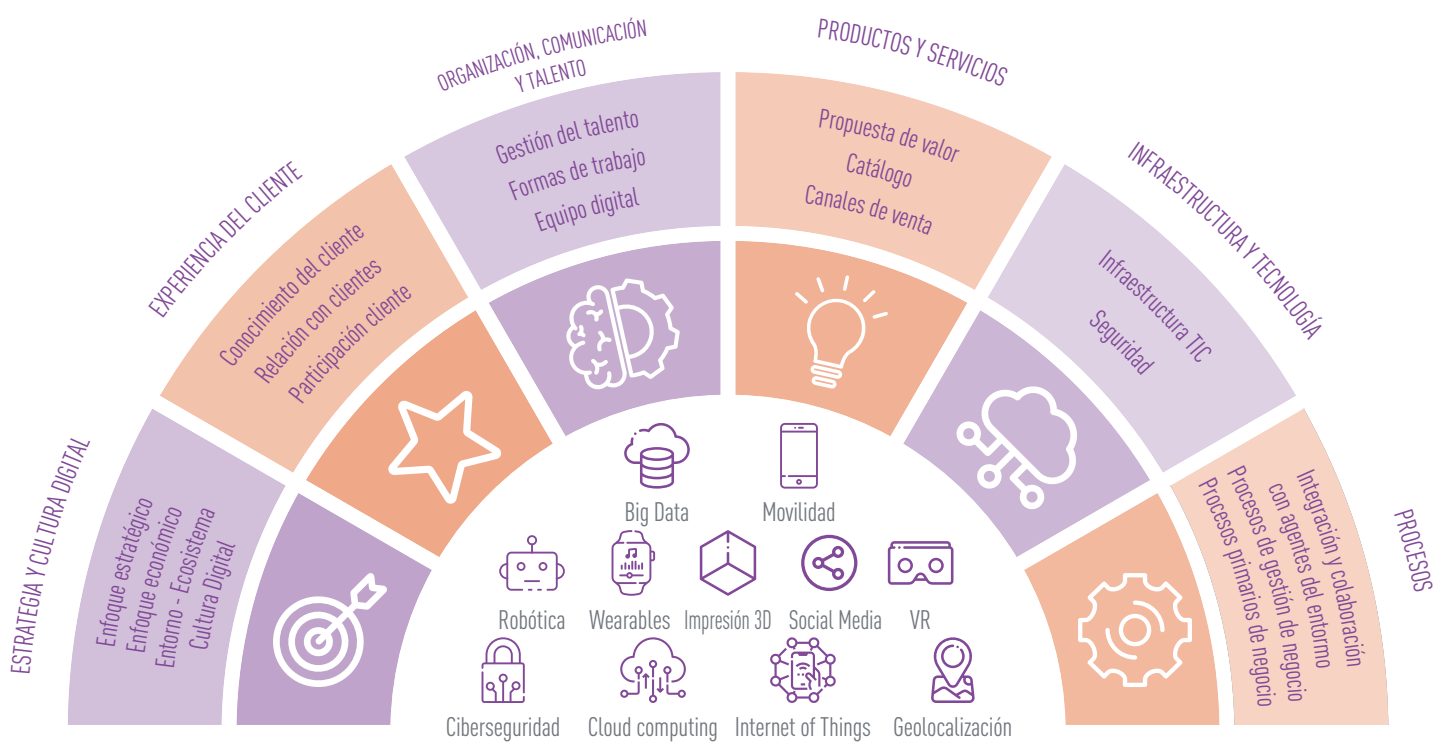 ESTRATEGIA Y CULTURA DIGITAL
Enfoque estratégico
Enfoque económico
Entorno - Ecosistema
Cultura Digital
EXPERIENCIA DEL CLIENTE
Conocimiento del cliente
Relación con clientes
Participación cliente
ORGANIZACIÓN, COMUNICACIÓN
Y TALENTO
Gestión del talento
Formas de trabajo
Equipo digital
PRODUCTOS Y SERVICIOS
Propuesta de valor
Catálogo
Canales de venta
INFRAESTRUCTURA Y TECNOLOGÍA
Infraestructura TIC
Seguridad
PROCESOS
Integración y colaboración
con agentes del entorno
Procesos de gestión de negocio
Procesos primarios de negocio
Big Data
Movilidad
Robótica
Wearables
Impresión 3D
Social Media
VR
Ciberseguridad
Cloud computing
Internet of Things
Geolocalización